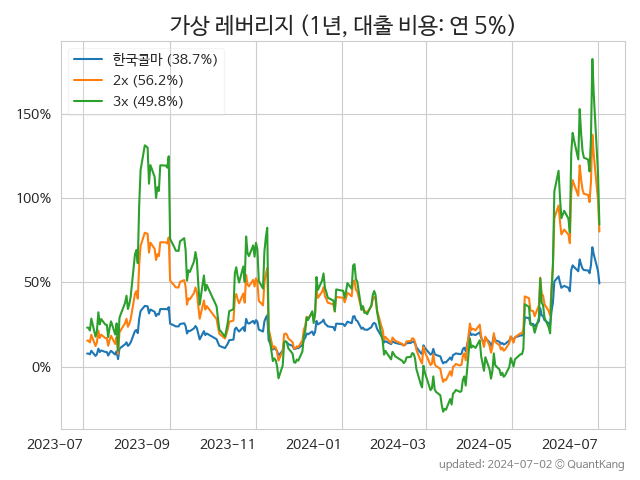 가상 레버리지 (1년, 대출 비용: 연 5%)
한국콜마 (38.7%)
2x (56.2%)
3x (49.8%)
150%
100%
50%
0%
2023-07 2023-09 2023-11 2024-01 2024-03 2024-05 2024-07
updated: 2024-07-02 © QuantKang